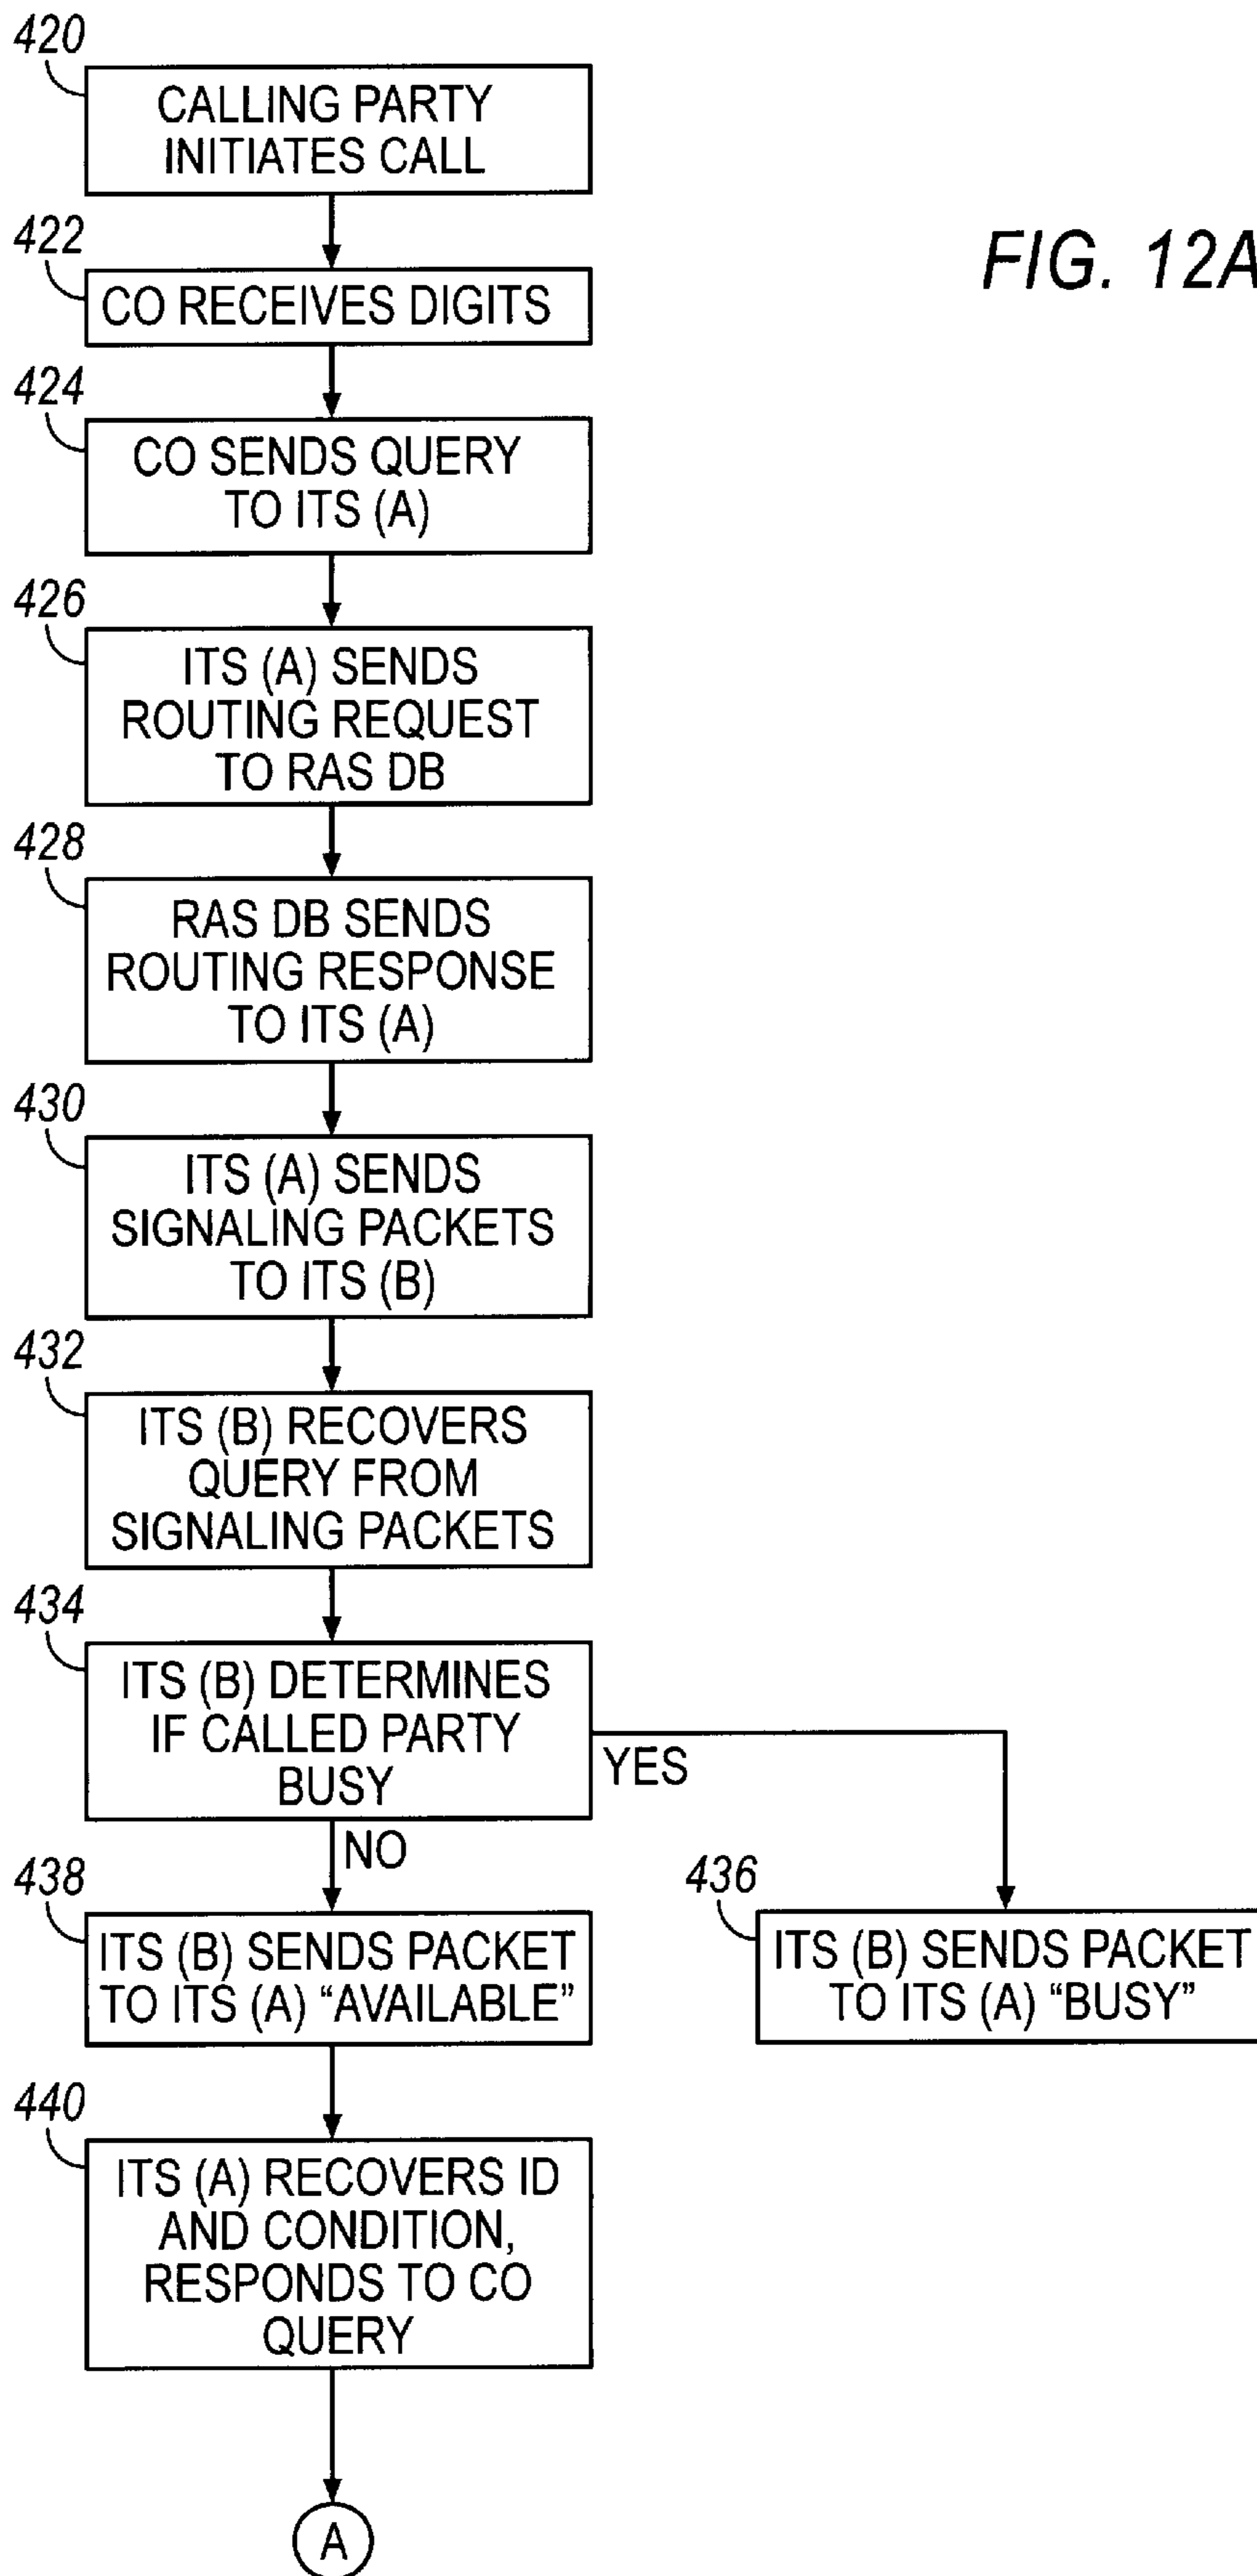 420
CALLING PARTY
INITIATES CALL
FIG. 12A
422
CO RECEIVES DIGITS
424
CO SENDS QUERY
TO ITS (A)
426
ITS (A) SENDS
ROUTING REQUEST
TO RAS DB
428
RAS DB SENDS
ROUTING RESPONSE
TO ITS (A)
430
ITS (A) SENDS
SIGNALING PACKETS
TO ITS (B)
432
ITS (B) RECOVERS
QUERY FROM
SIGNALING PACKETS
434
ITS (B) DETERMINES
IF CALLED PARTY
BUSY
YES
NO
438
ITS (B) SENDS PACKET
TO ITS (A) “AVAILABLE”
436
ITS (B) SENDS PACKET
TO ITS (A) “BUSY”
440
ITS (A) RECOVERS ID
AND CONDITION,
RESPONDS TO CO
QUERY
A